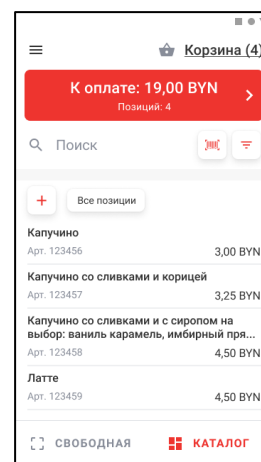 Корзина (4)
К оплате: 19,00 BYN
Позиций: 4
Поиск
Все позиции
Капучино
Арт. 123456
3,00 BYN
Капучино со сливками и корицей
Арт. 123457
3,25 BYN
Капучино со сливками и с сиропом на
выбор: ваниль карамель, имбирный пря...
Арт. 123458
4,50 BYN
Латте
Арт. 123459
4,50 BYN
СВОБОДНАЯ
КАТАЛОГ